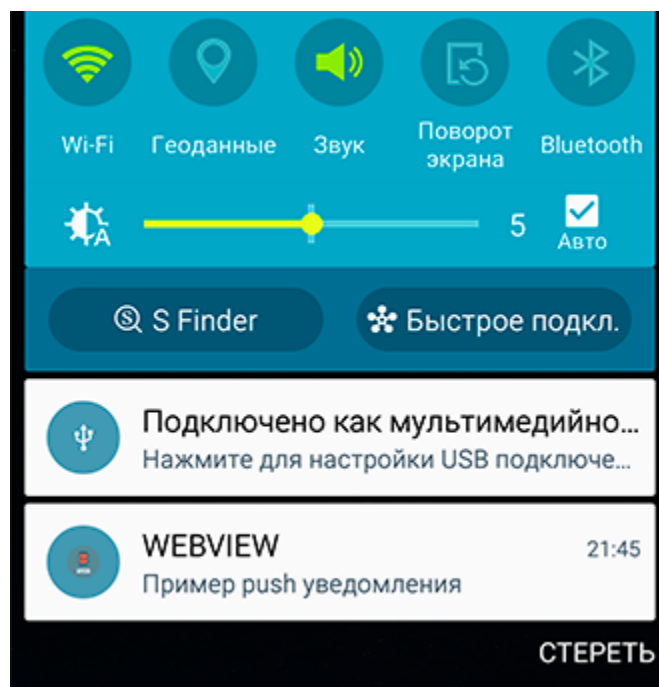 Wi-Fi Геоданные Звук Поворот экрана Bluetooth
5 Авто
S Finder Быстрое подкл.
Подключено как мультимедийно...
Нажмите для настройки USB подключе...
WEBVIEW 21:45
Пример push уведомления
СТЕРЕТЬ